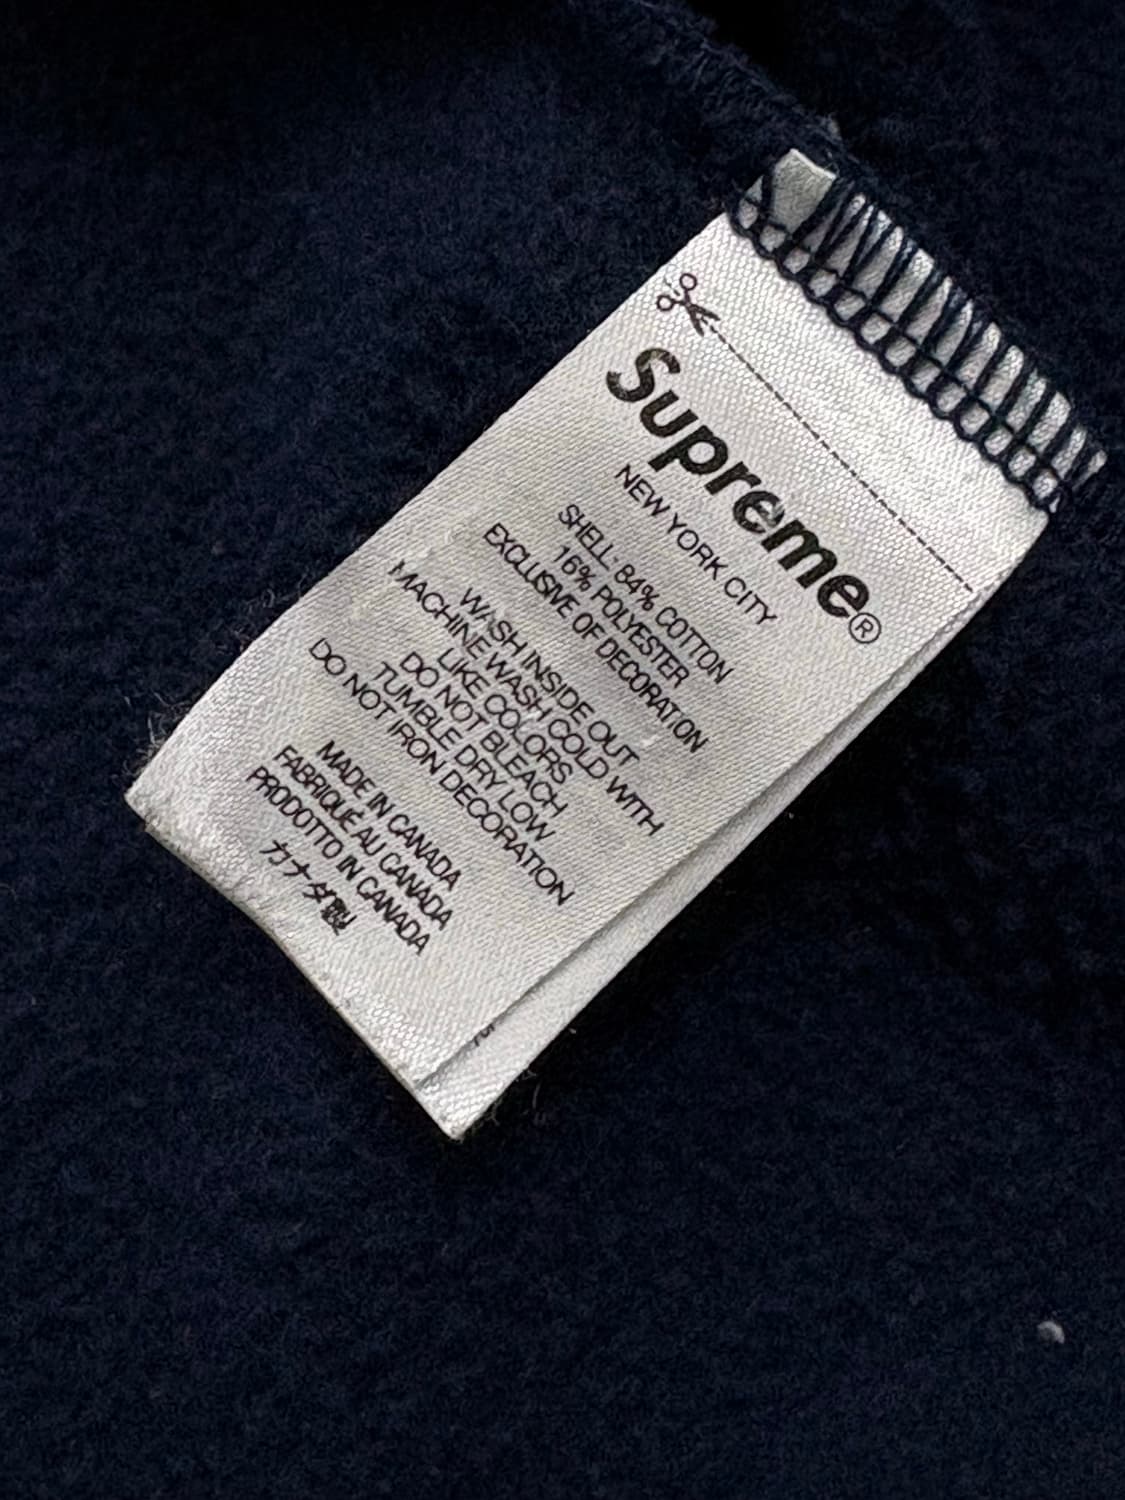 Supreme®
NEW YORK CITY
SHELL: 84% COTTON
16% POLYESTER
EXCLUSIVE OF DECORATION
WASH INSIDE OUT
MACHINE WASH COLD WITH
LIKE COLORS
DO NOT BLEACH
TUMBLE DRY LOW
DO NOT IRON DECORATION
MADE IN CANADA
FABRIQUÉ AU CANADA
PRODOTTO IN CANADA
カナダ製